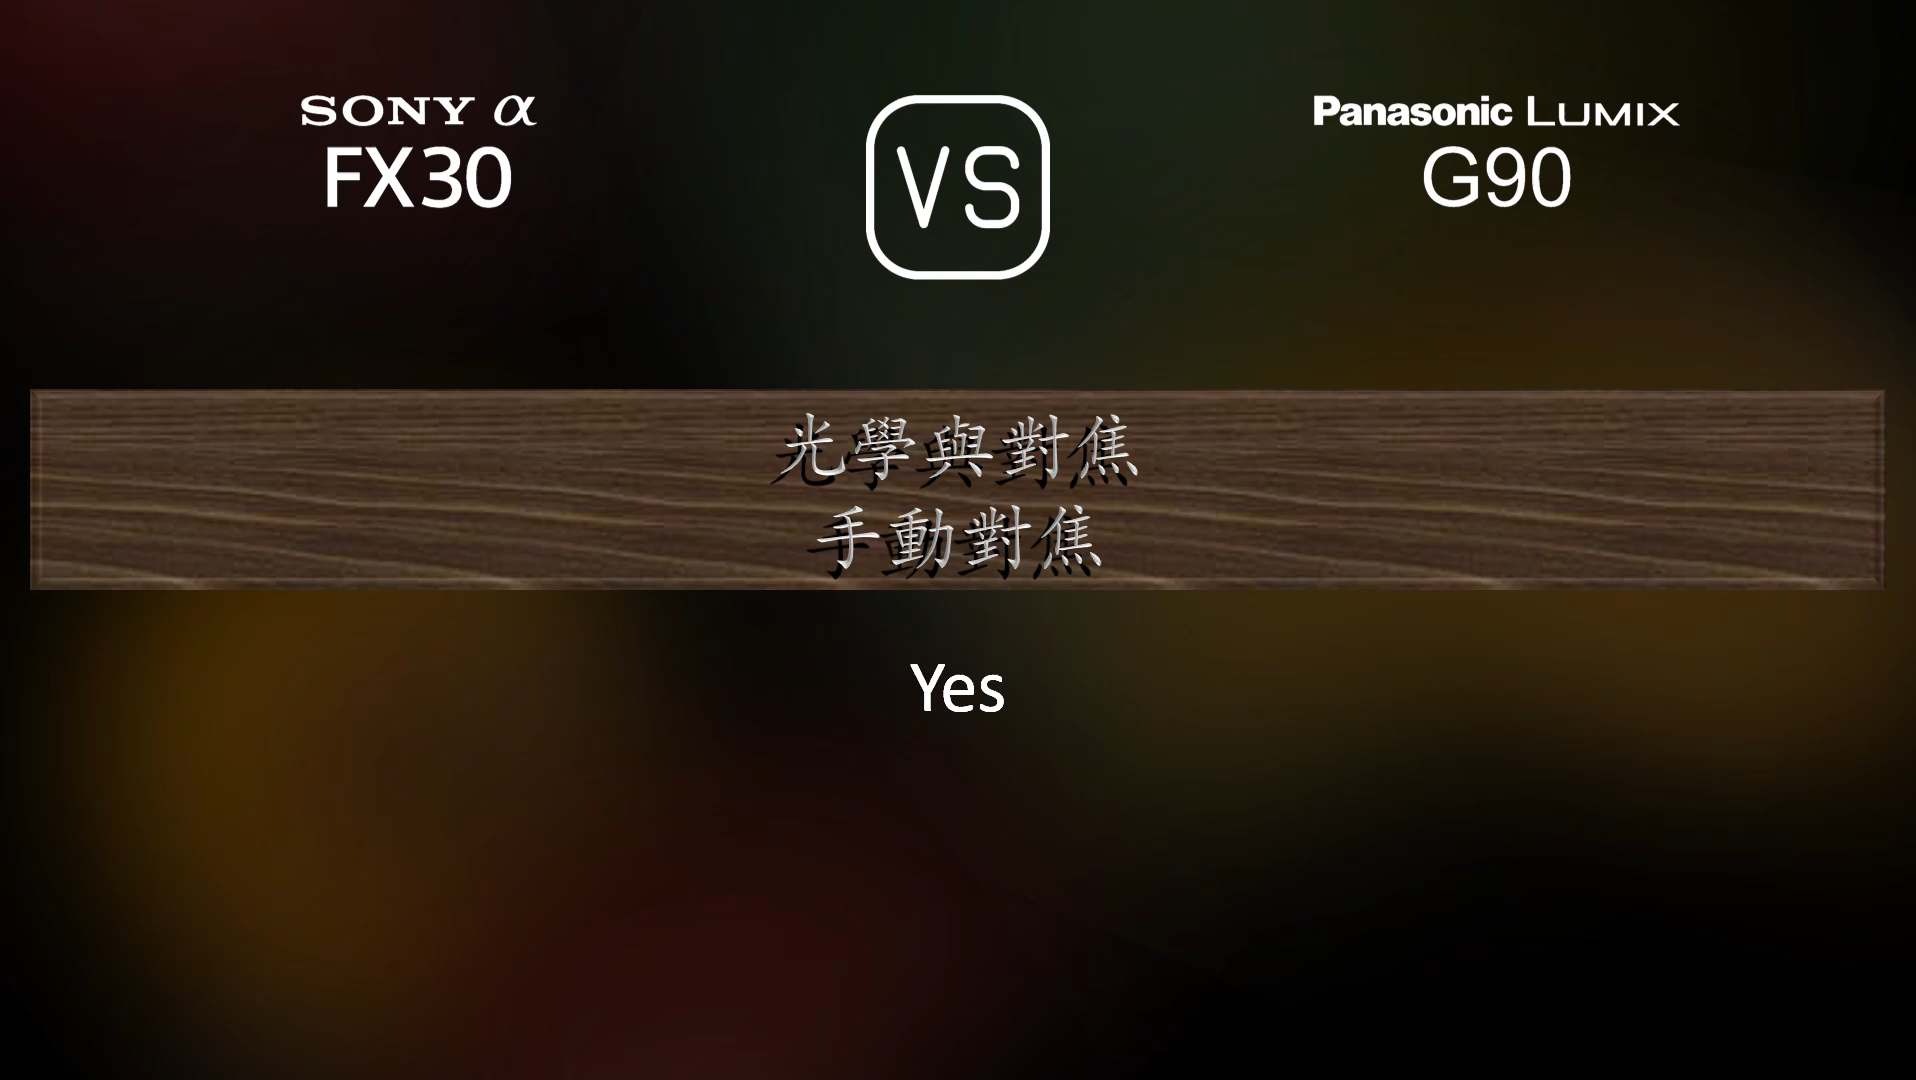 SONY α
FX30
VS
Panasonic LUMIX
G90
光學與對焦
手動對焦
Yes